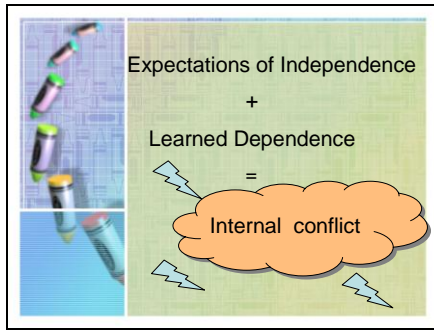 Expectations of Independence
+
Learned Dependence
=
Internal conflict